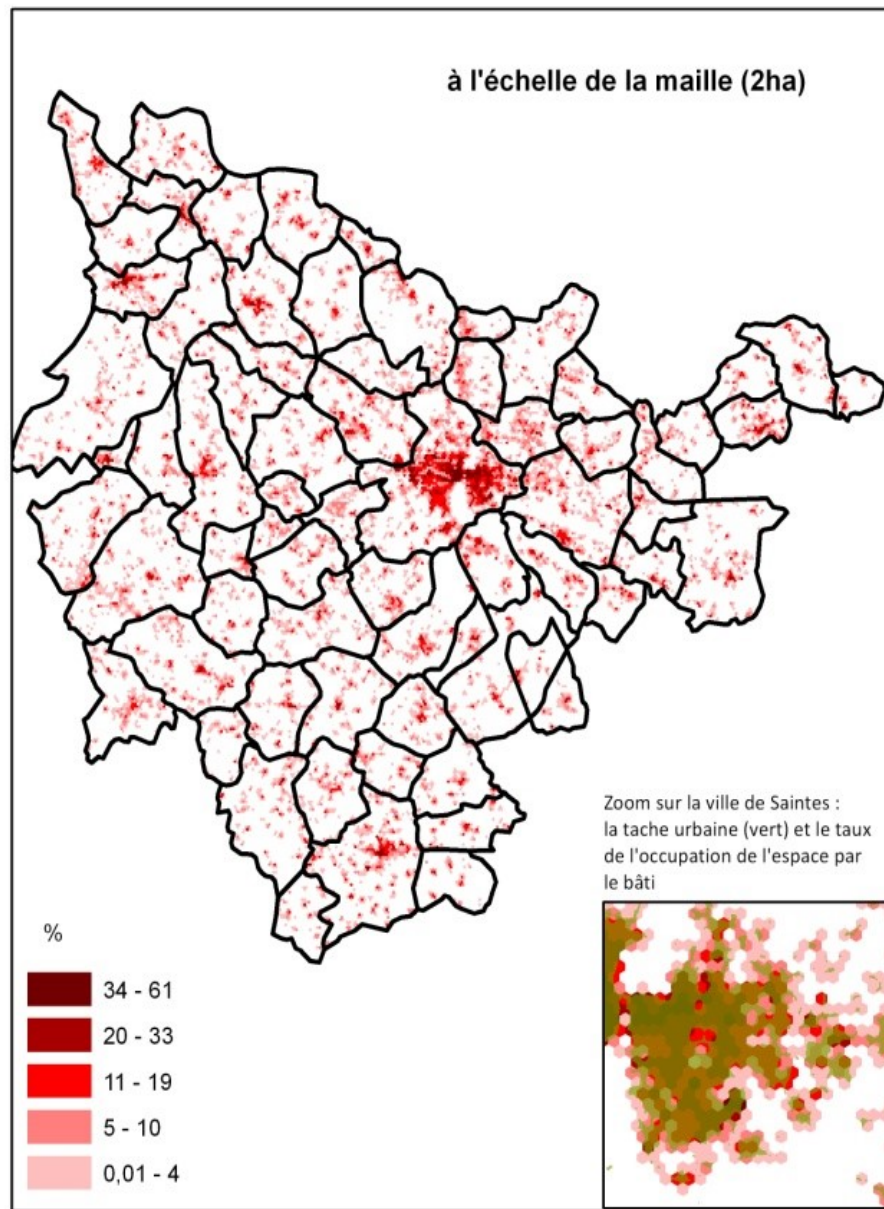 à l'échelle de la maille (2ha)
Zoom sur la ville de Saintes :
la tache urbaine (vert) et le taux
de l'occupation de l'espace par
le bâti
%
34 - 61
20 - 33
11 - 19
5 - 10
0,01 - 4